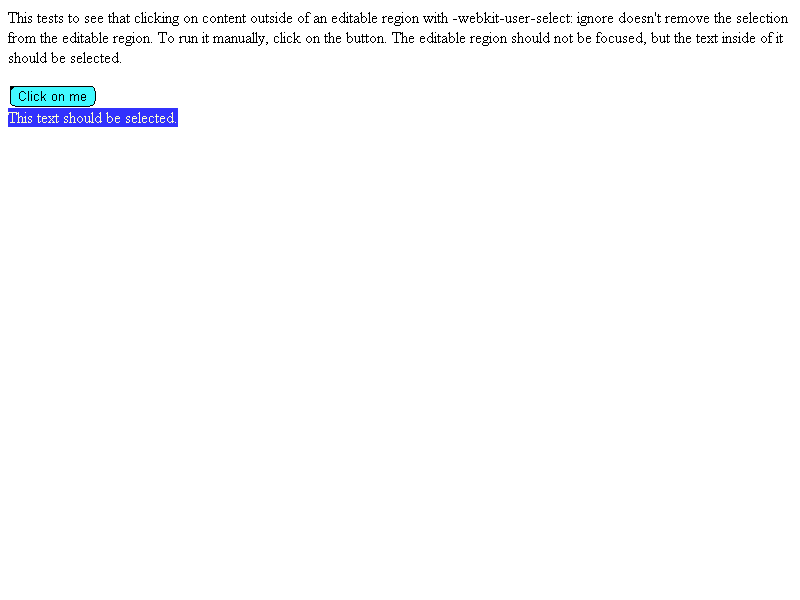 This tests to see that clicking on content outside of an editable region with -webkit-user-select: ignore doesn't remove the selection
from the editable region. To run it manually, click on the button. The editable region should not be focused, but the text inside of it
should be selected.
Click on me
This text should be selected.